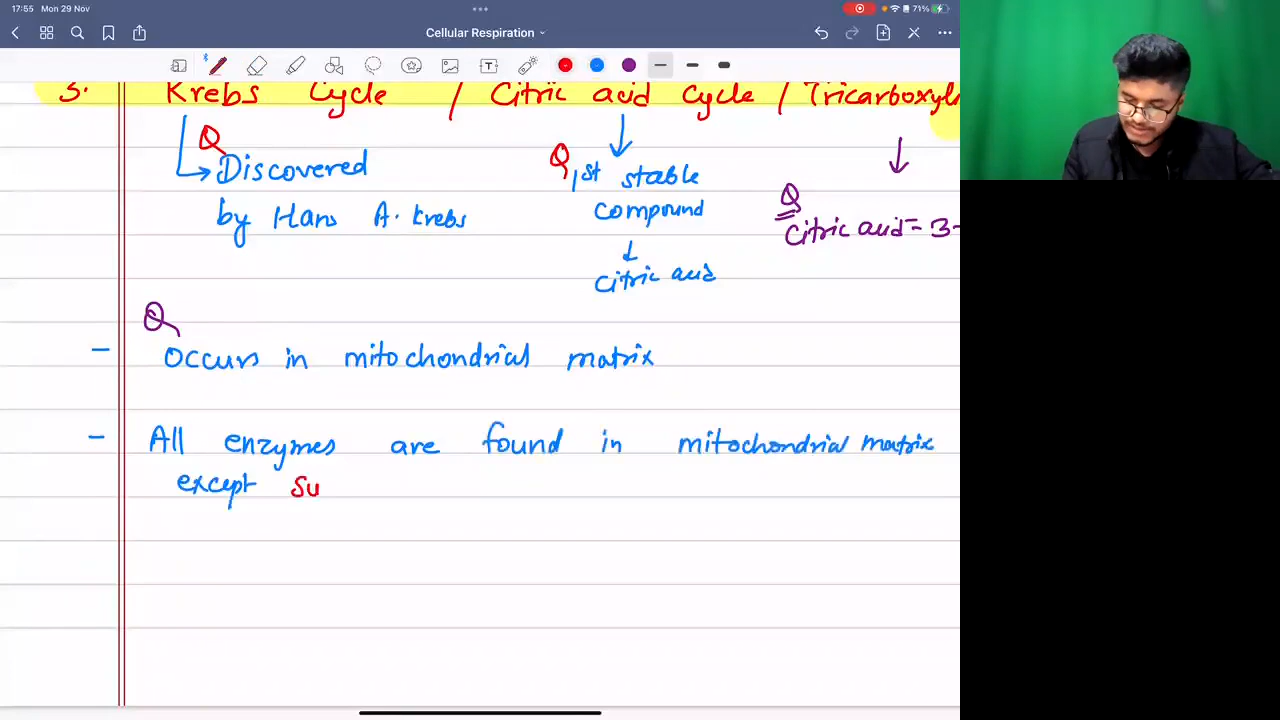 17:55 Mon 29 Nov
71%
Cellular Respiration
3. Krebs Cycle / Citric acid Cycle / Tricarboxyl
Q
Discovered
by Hans A. Krebs
Q
1st stable
compound
citric acid
Q
Citric acid = 3-
Q
- Occurs in mitochondrial matrix
- All enzymes are found in mitochondrial matrix
except Su